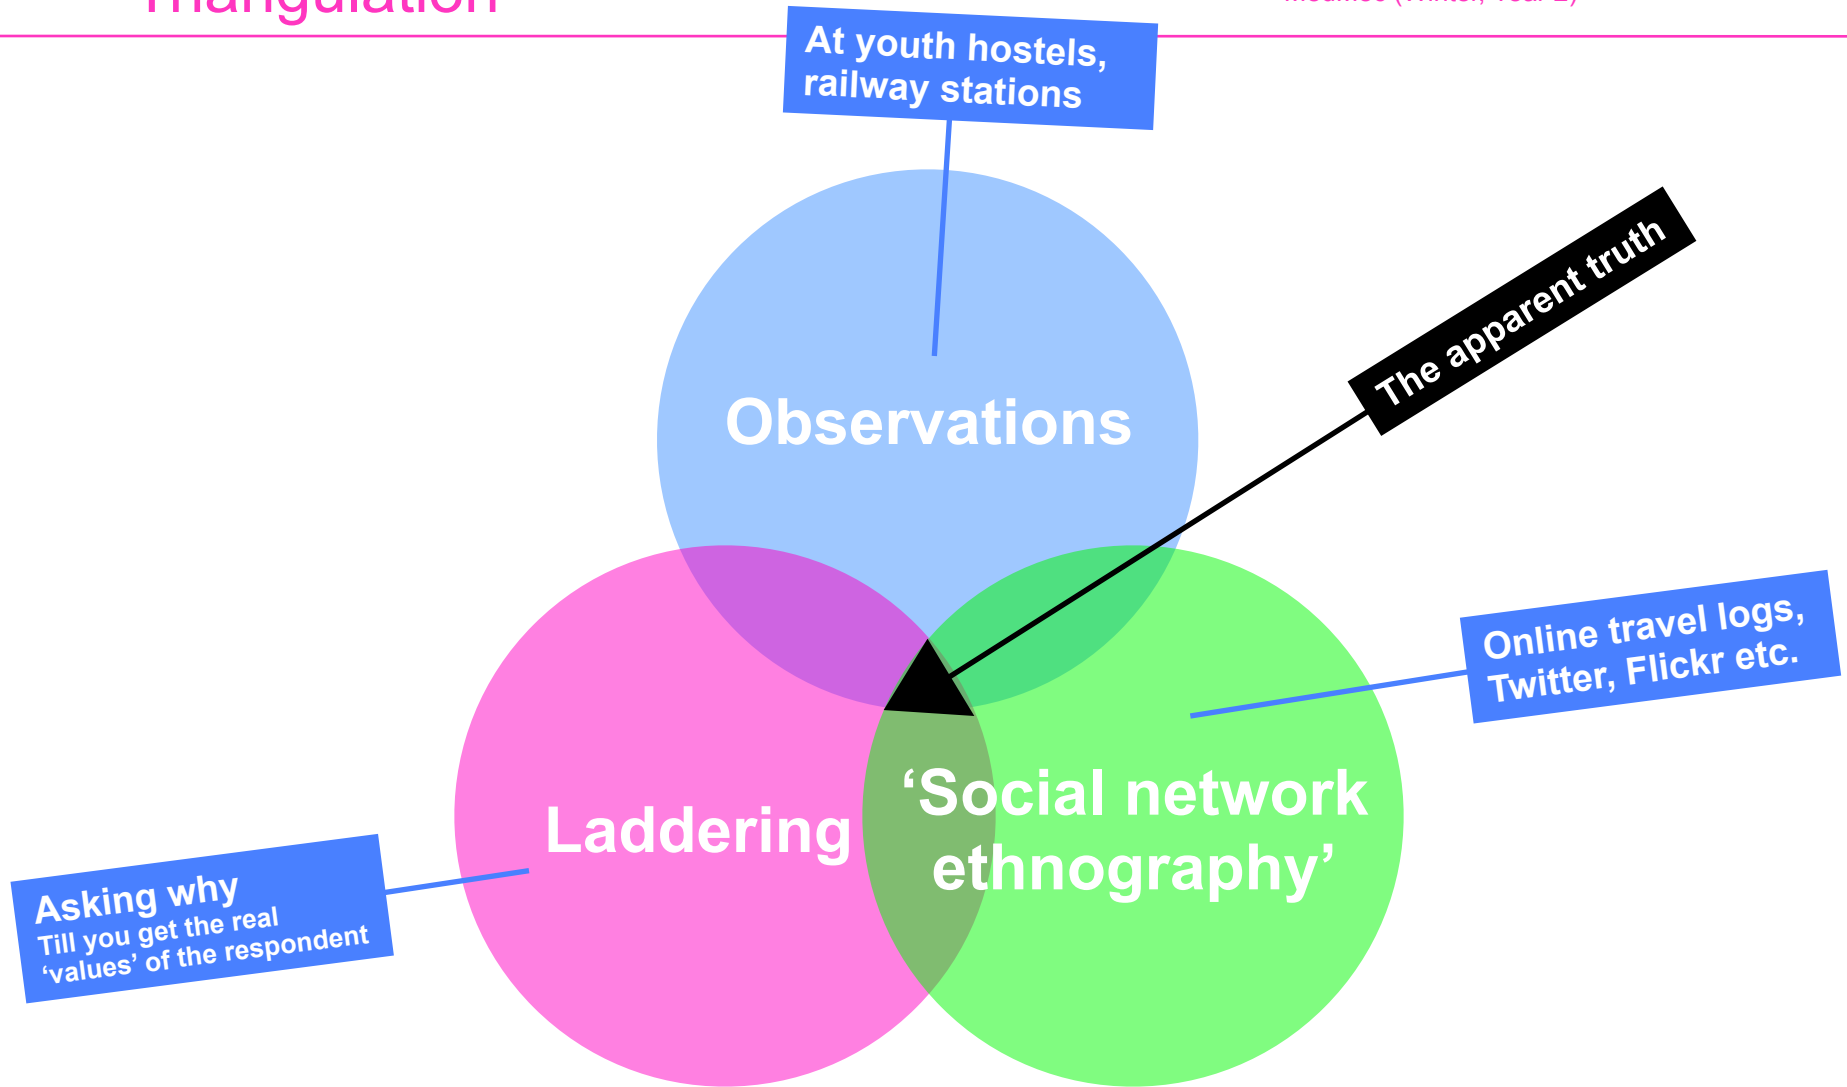 Triangulation
At youth hostels,
railway stations
The apparent truth
Observations
Online travel logs,
Twitter, Flickr etc.
‘Social network
ethnography’
Laddering
Asking why
Till you get the real
‘values’ of the respondent